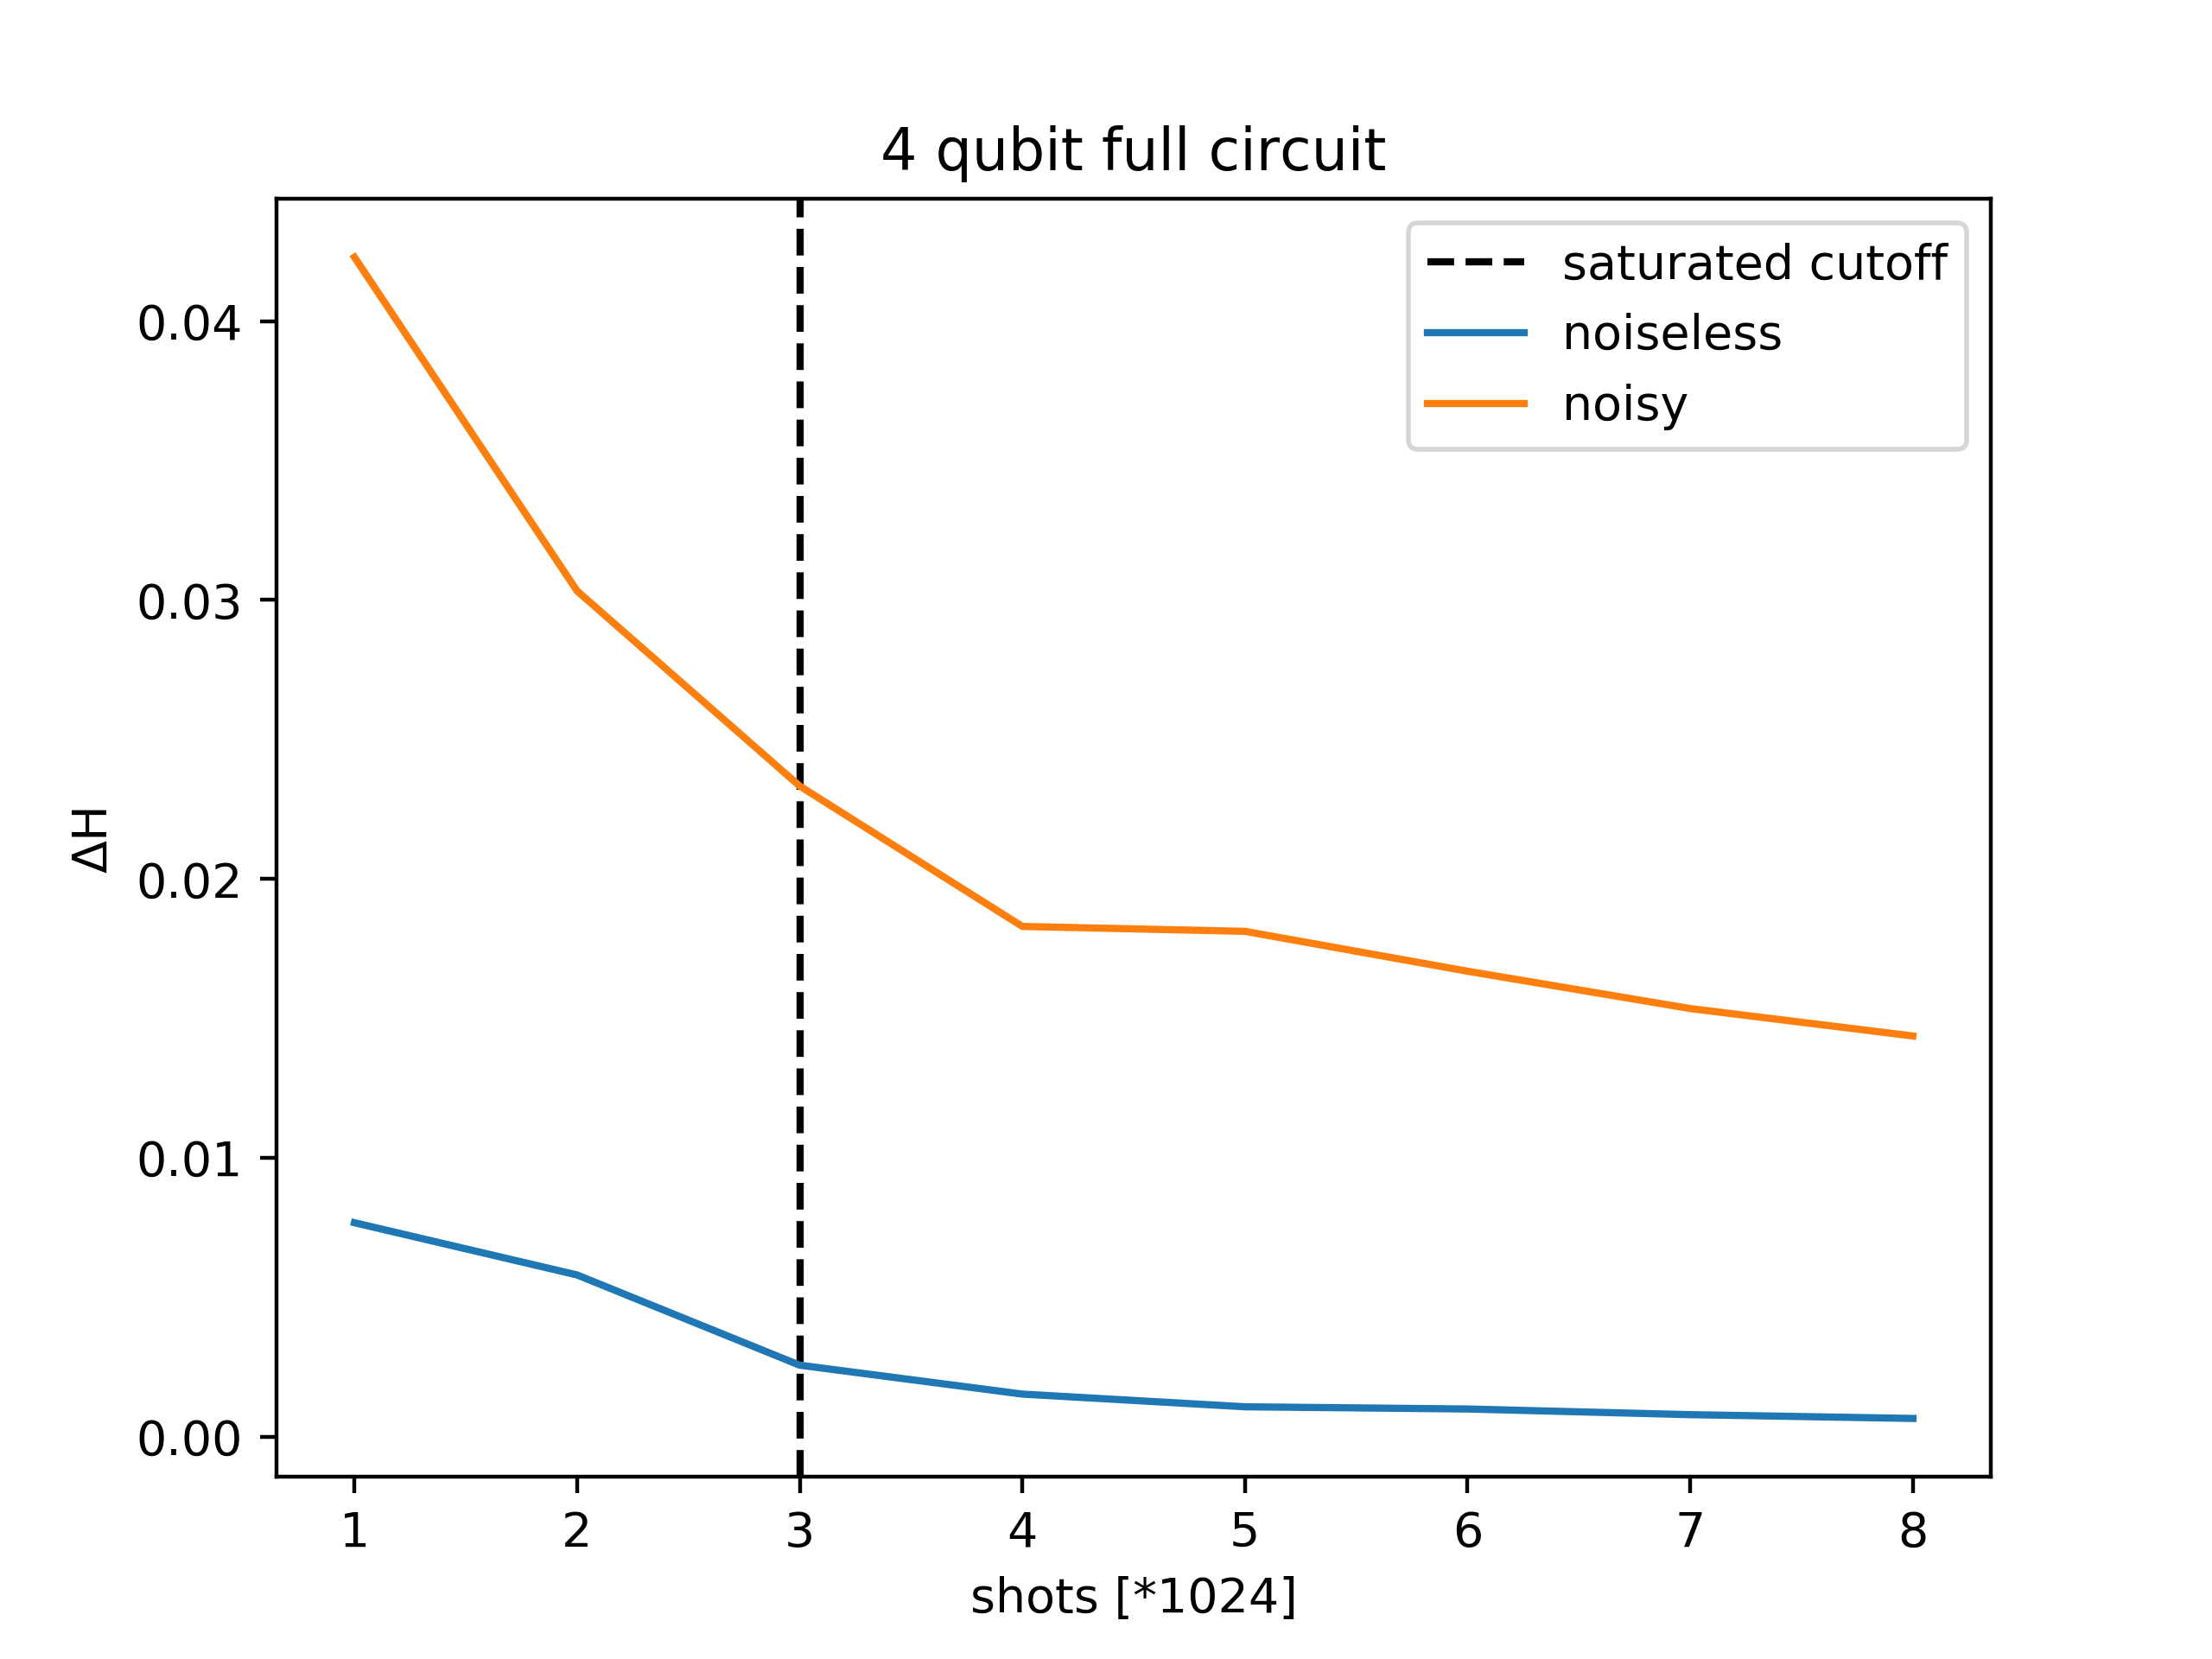 4 qubit full circuit
saturated cutoff
noiseless
noisy
0.04
0.03
0.02
0.01
0.00
ΔH
1 2 3 4 5 6 7 8
shots [*1024]